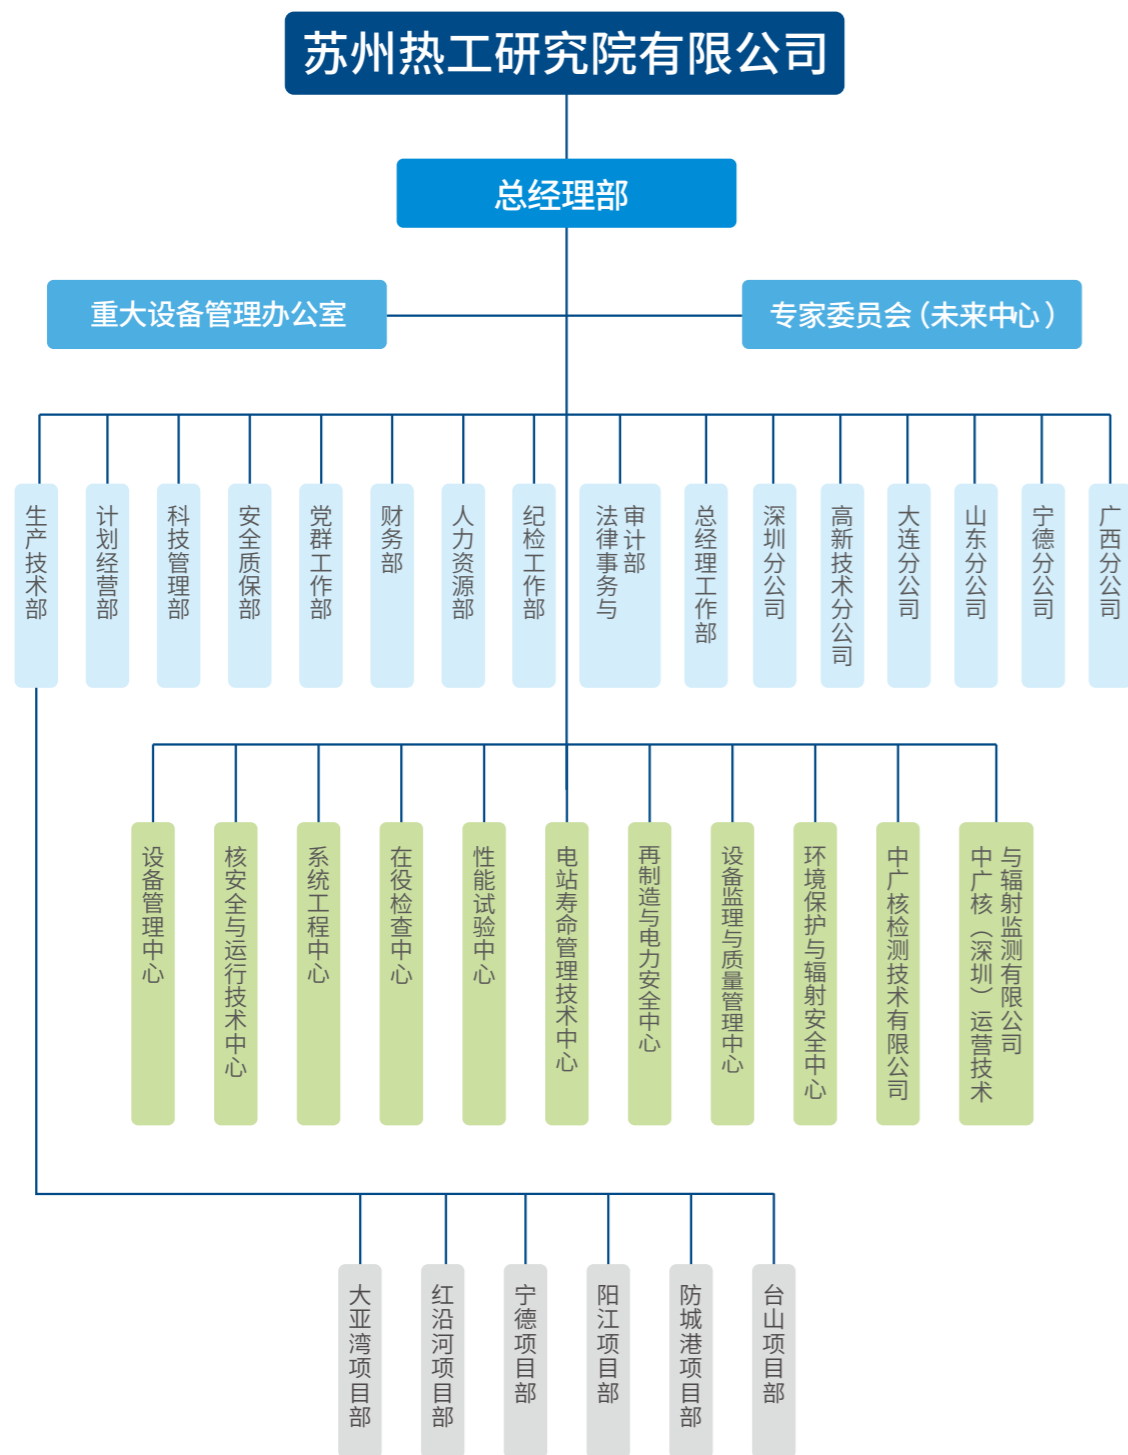 苏州热工研究院有限公司
总经理部
重大设备管理办公室
专家委员会（未来中心）
生产技术部
计划经营部
科技管理部
安全质保部
党群工作部
财务部
人力资源部
纪检工作部
法律事务与
审计部
总经理工作部
深圳分公司
高新技术分公司
大连分公司
山东分公司
宁德分公司
广西分公司
设备管理中心
核安全与运行技术中心
系统工程中心
在役检查中心
性能试验中心
电站寿命管理技术中心
再制造与电力安全中心
设备监理与质量管理中心
环境保护与辐射安全中心
中广核检测技术有限公司
中广核（深圳）运营技术
与辐射监测有限公司
大亚湾项目部
红沿河项目部
宁德项目部
阳江项目部
防城港项目部
台山项目部